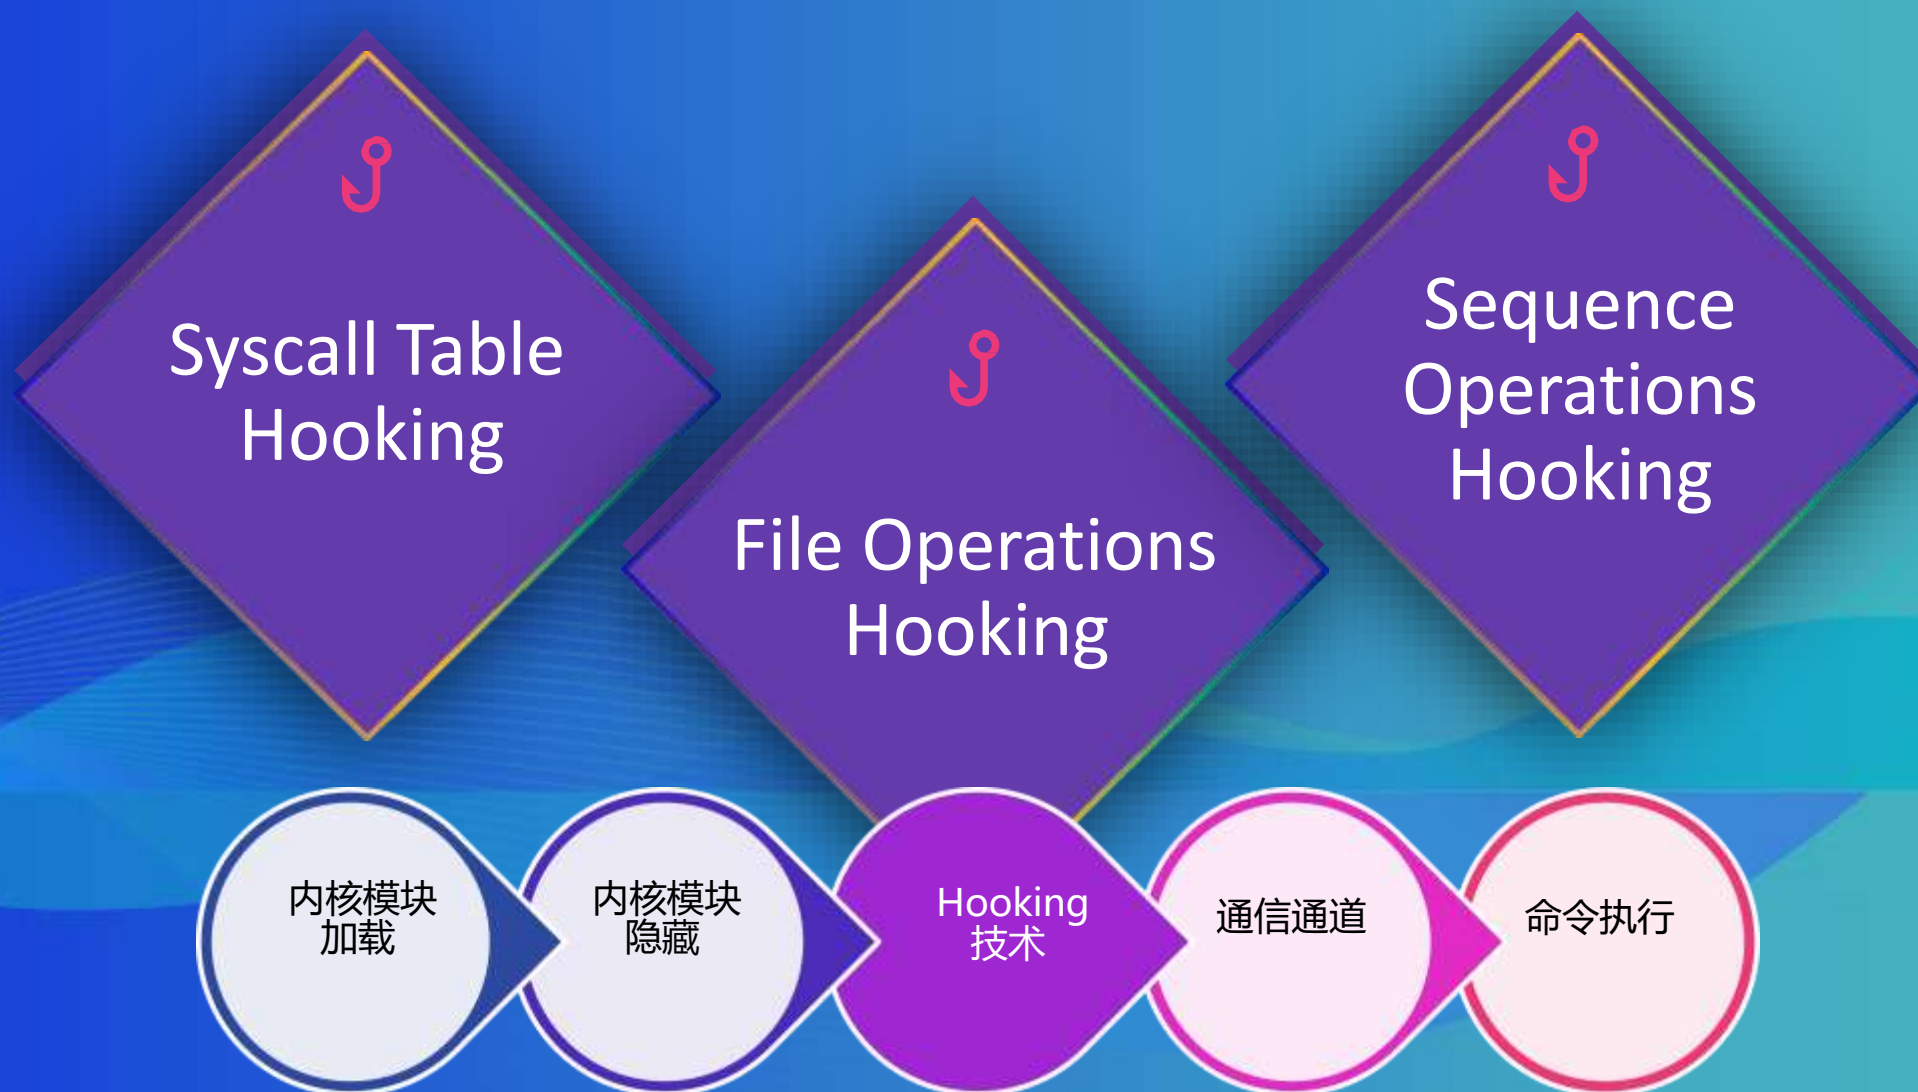 Syscall Table
Hooking
File Operations
Hooking
Sequence
Operations
Hooking
内核模块
加载
内核模块
隐藏
Hooking
技术
通信通道
命令执行